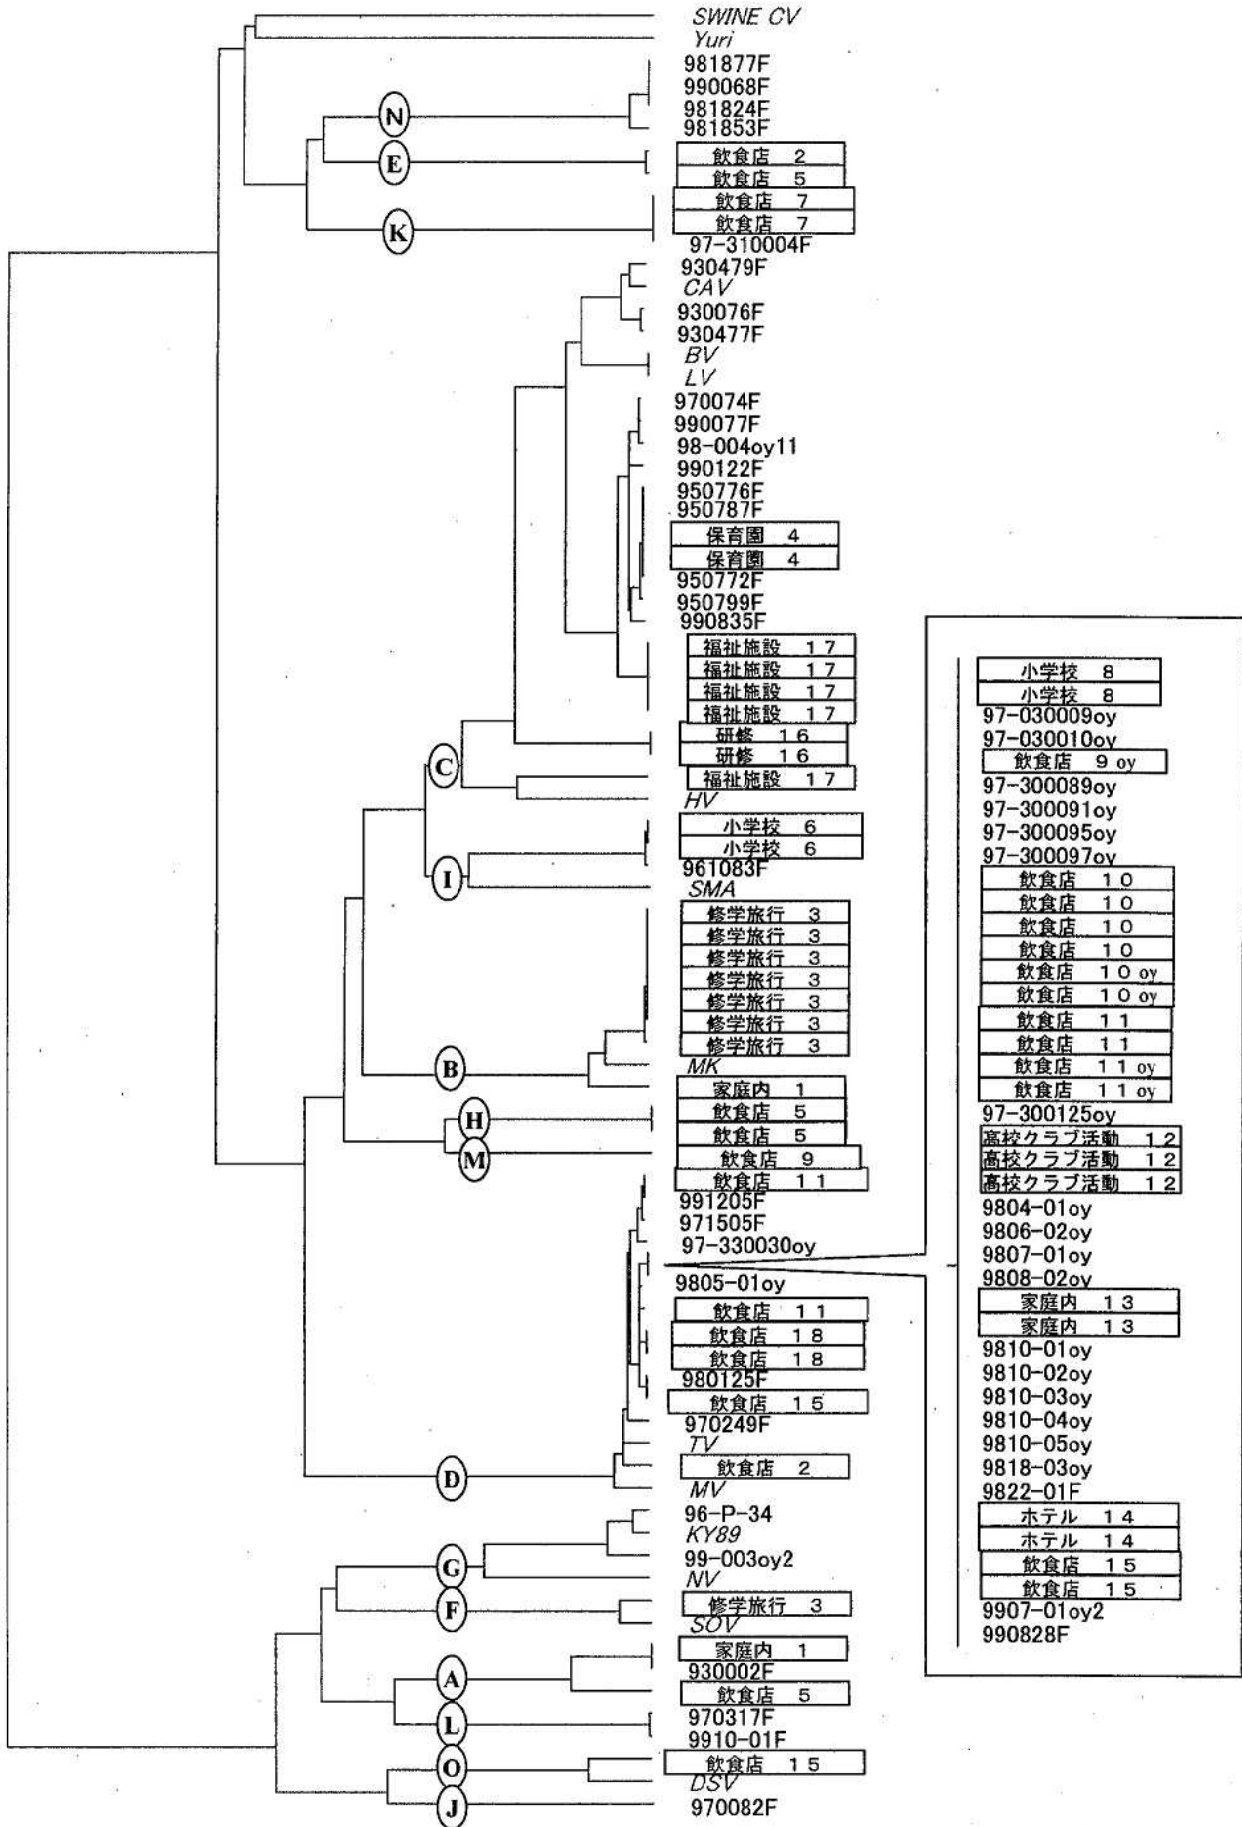 SWINE CV
Yuri
981877F
990068F
981824F
981853F
N
E
飲食店 2
飲食店 5
飲食店 7
飲食店 7
K
97-310004F
930479F
CAV
930076F
930477F
BV
LV
970074F
990077F
98-004oy11
990122F
950776F
950787F
保育園 4
保育園 4
950772F
950799F
990835F
福祉施設 17
福祉施設 17
福祉施設 17
福祉施設 17
研修 16
研修 16
C
福祉施設 17
HV
小学校 6
小学校 6
961083F
I
SMA
修学旅行 3
修学旅行 3
修学旅行 3
修学旅行 3
修学旅行 3
修学旅行 3
修学旅行 3
B
MK
家庭内 1
H
飲食店 5
飲食店 5
M
飲食店 9
飲食店 11
991205F
971505F
97-330030oy
9805-01oy
飲食店 11
飲食店 18
飲食店 18
980125F
飲食店 15
970249F
TV
飲食店 2
D
MV
96-P-34
KY89
99-003oy2
G
NV
F
修学旅行 3
SOV
家庭内 1
930002F
A
飲食店 5
970317F
L
9910-01F
O
飲食店 15
DSV
J
970082F
小学校 8
小学校 8
97-030009oy
97-030010oy
飲食店 9 oy
97-300089oy
97-300091oy
97-300095oy
97-300097oy
飲食店 10
飲食店 10
飲食店 10
飲食店 10
飲食店 10 oy
飲食店 10 oy
飲食店 11
飲食店 11
飲食店 11 oy
飲食店 11 oy
97-300125oy
高校クラブ活動 12
高校クラブ活動 12
高校クラブ活動 12
9804-01oy
9806-02oy
9807-01oy
9808-02oy
家庭内 13
家庭内 13
9810-01oy
9810-02oy
9810-03oy
9810-04oy
9810-05oy
9818-03oy
9822-01F
ホテル 14
ホテル 14
飲食店 15
飲食店 15
9907-01oy2
990828F